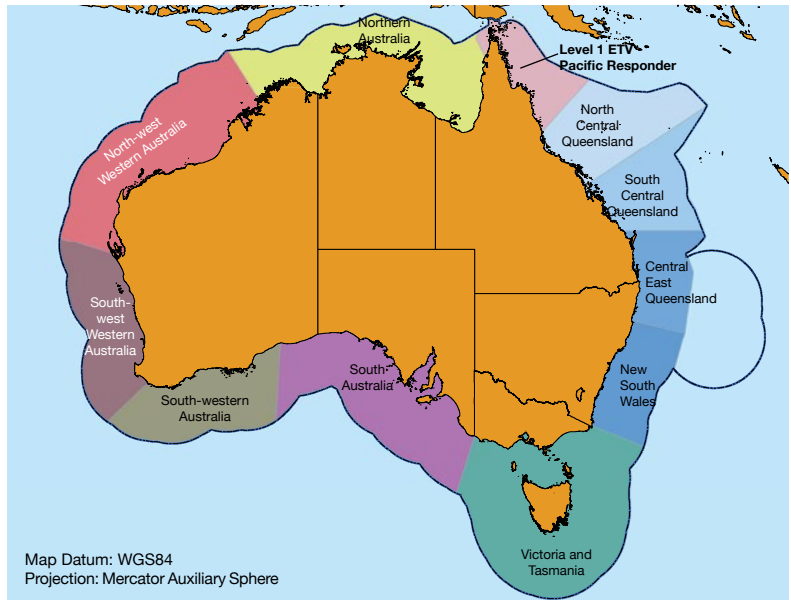 Northern
Australia
Level 1 ETV
Pacific Responder
North
Central
Queensland
North-west
Western Australia
South
Central
Queensland
Central
East
Queensland
South-
west
Western
Australia
South
Australia
New
South
Wales
South-western
Australia
Victoria and
Tasmania
Map Datum: WGS84
Projection: Mercator Auxiliary Sphere